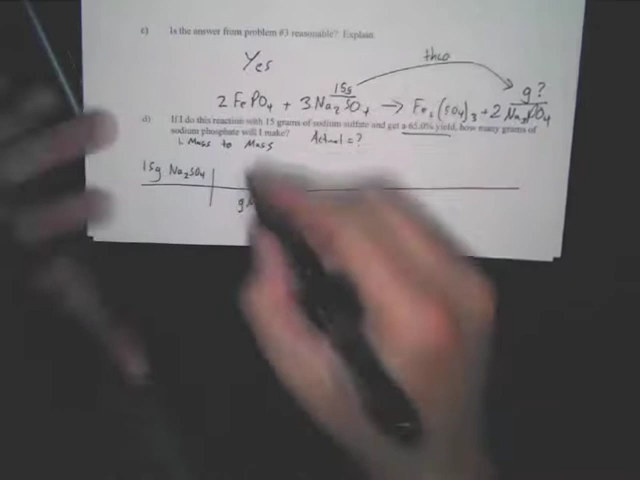 c) Is the answer from problem #3 reasonable? Explain
Yes
theo
15g
g?
2 FePO₄ + 3 Na₂SO₄ → Fe₂(SO₄)₃ + 2 Na₃PO₄
d) If I do this reaction with 15 grams of sodium sulfate and get a 65.0% yield, how many grams of
sodium phosphate will I make?
Actual = ?
1. Mass to Mass
15g Na₂SO₄
g